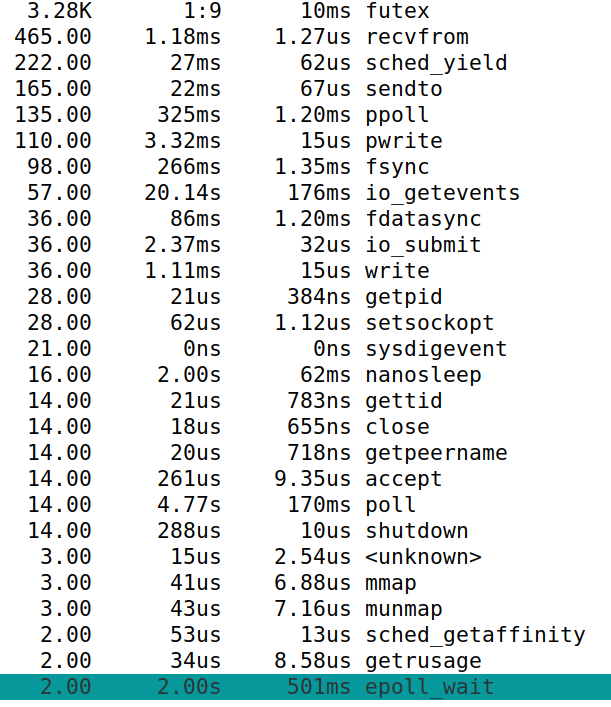 3.28K 1:9 10ms futex
465.00 1.18ms 1.27us recvfrom
222.00 27ms 62us sched_yield
165.00 22ms 67us sendto
135.00 325ms 1.20ms ppoll
110.00 3.32ms 15us pwrite
98.00 266ms 1.35ms fsync
57.00 20.14s 176ms io_getevents
36.00 86ms 1.20ms fdatasync
36.00 2.37ms 32us io_submit
36.00 1.11ms 15us write
28.00 21us 384ns getpid
28.00 62us 1.12us setsockopt
21.00 0ns 0ns sysdigevent
16.00 2.00s 62ms nanosleep
14.00 21us 783ns gettid
14.00 18us 655ns close
14.00 20us 718ns getpeername
14.00 261us 9.35us accept
14.00 4.77s 170ms poll
14.00 288us 10us shutdown
3.00 15us 2.54us <unknown>
3.00 41us 6.88us mmap
3.00 43us 7.16us munmap
2.00 53us 13us sched_getaffinity
2.00 34us 8.58us getrusage
2.00 2.00s 501ms epoll_wait